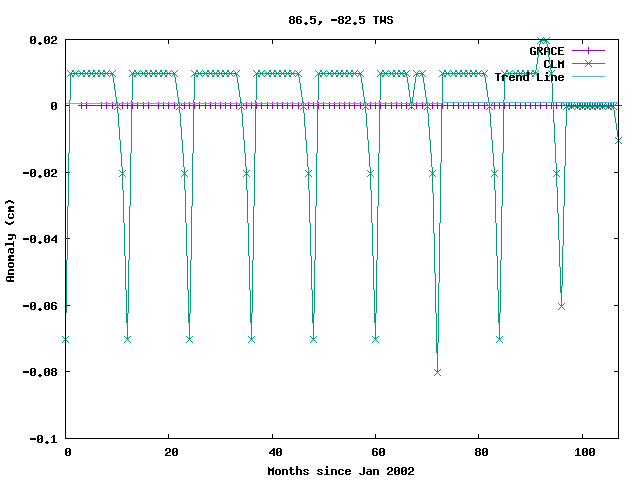 86.5, -82.5 TWS
0.02
0
-0.02
-0.04
-0.06
-0.08
-0.1
Anomaly (cm)
GRACE
CLM
Trend Line
0 20 40 60 80 100
Months since Jan 2002